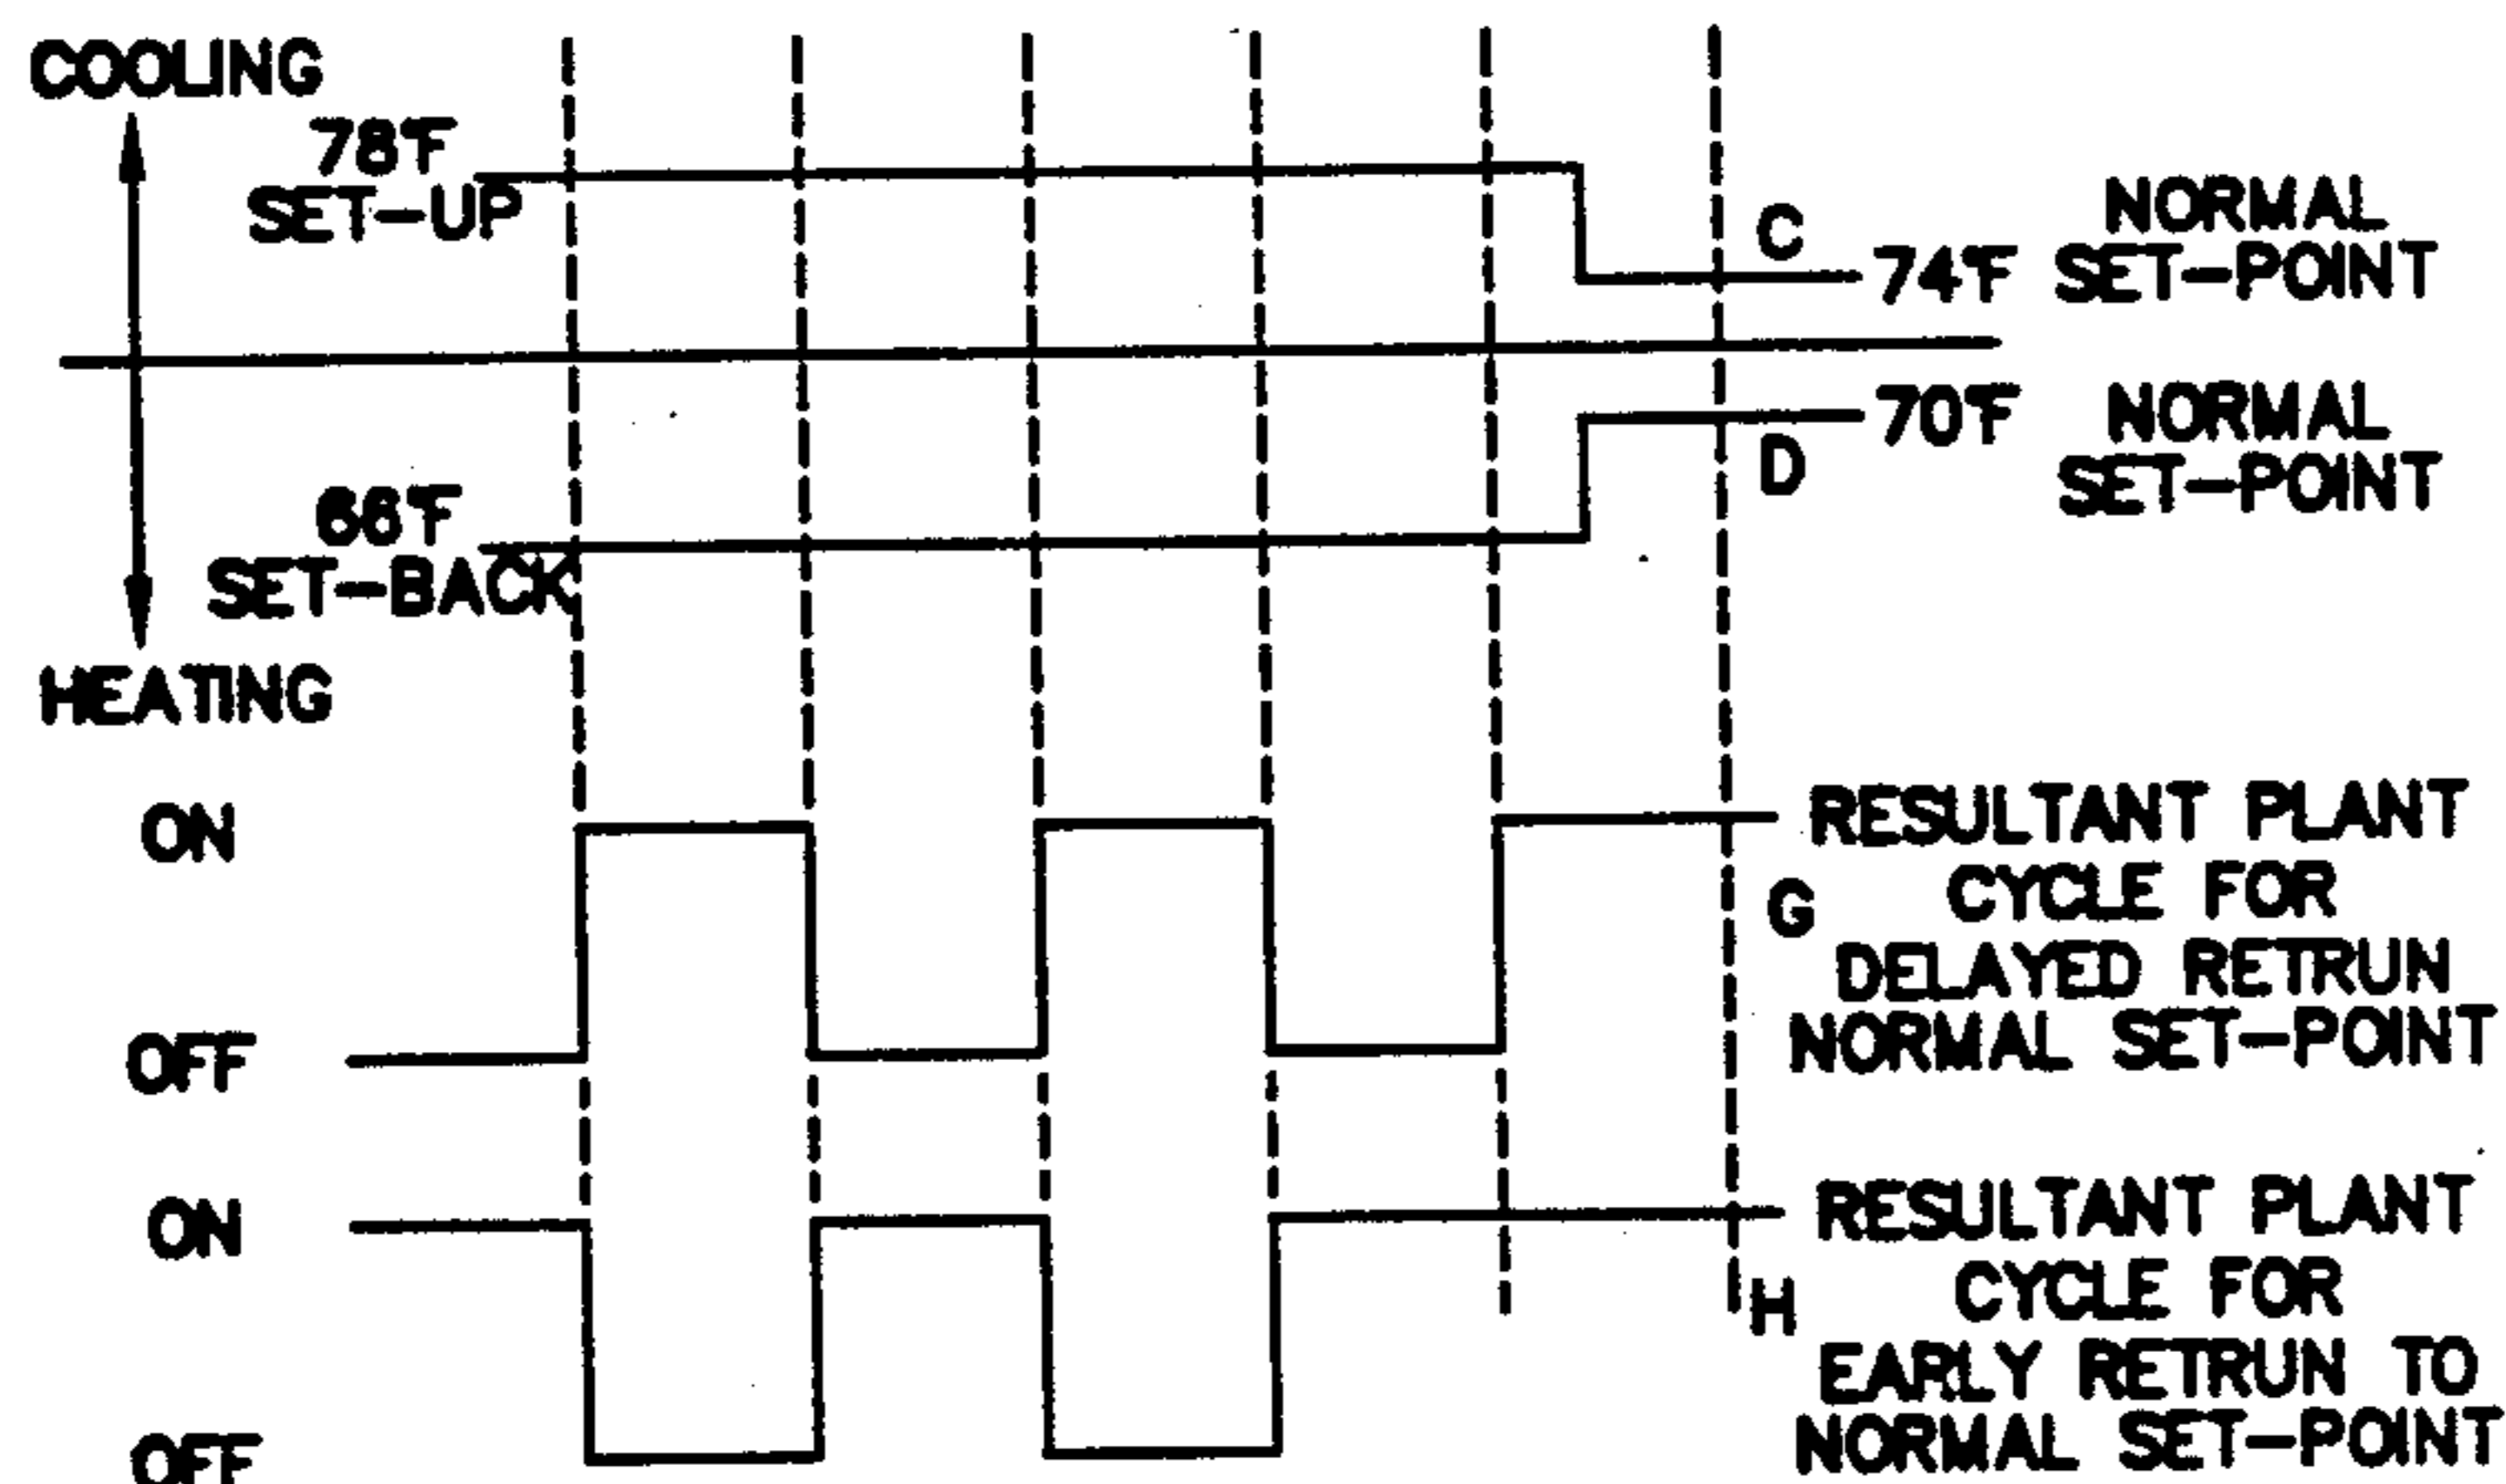 COOLING
78°F
SET-UP
C
74°F
NORMAL
SET-POINT
70°F
NORMAL
SET-POINT
D
66°F
SET-BACK
HEATING
ON
OFF
G
RESULTANT PLANT
CYCLE FOR
DELAYED RETRUN
NORMAL SET-POINT
ON
OFF
H
RESULTANT PLANT
CYCLE FOR
EARLY RETRUN TO
NORMAL SET-POINT